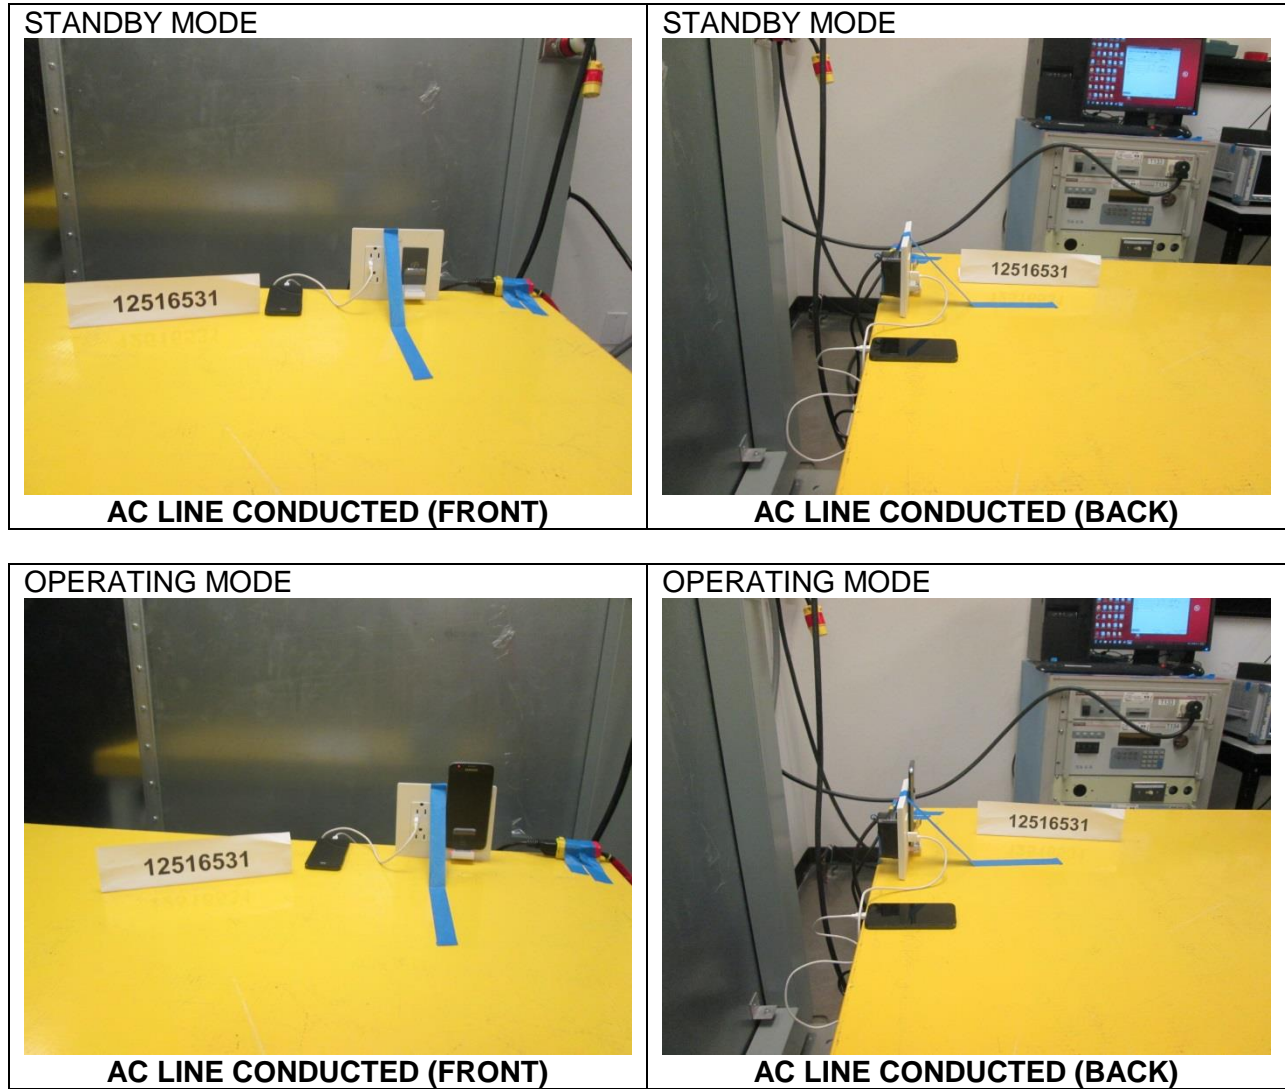 STANDBY MODE
STANDBY MODE
12516531
12516531
AC LINE CONDUCTED (FRONT)
AC LINE CONDUCTED (BACK)
OPERATING MODE
OPERATING MODE
12516531
12516531
AC LINE CONDUCTED (FRONT)
AC LINE CONDUCTED (BACK)